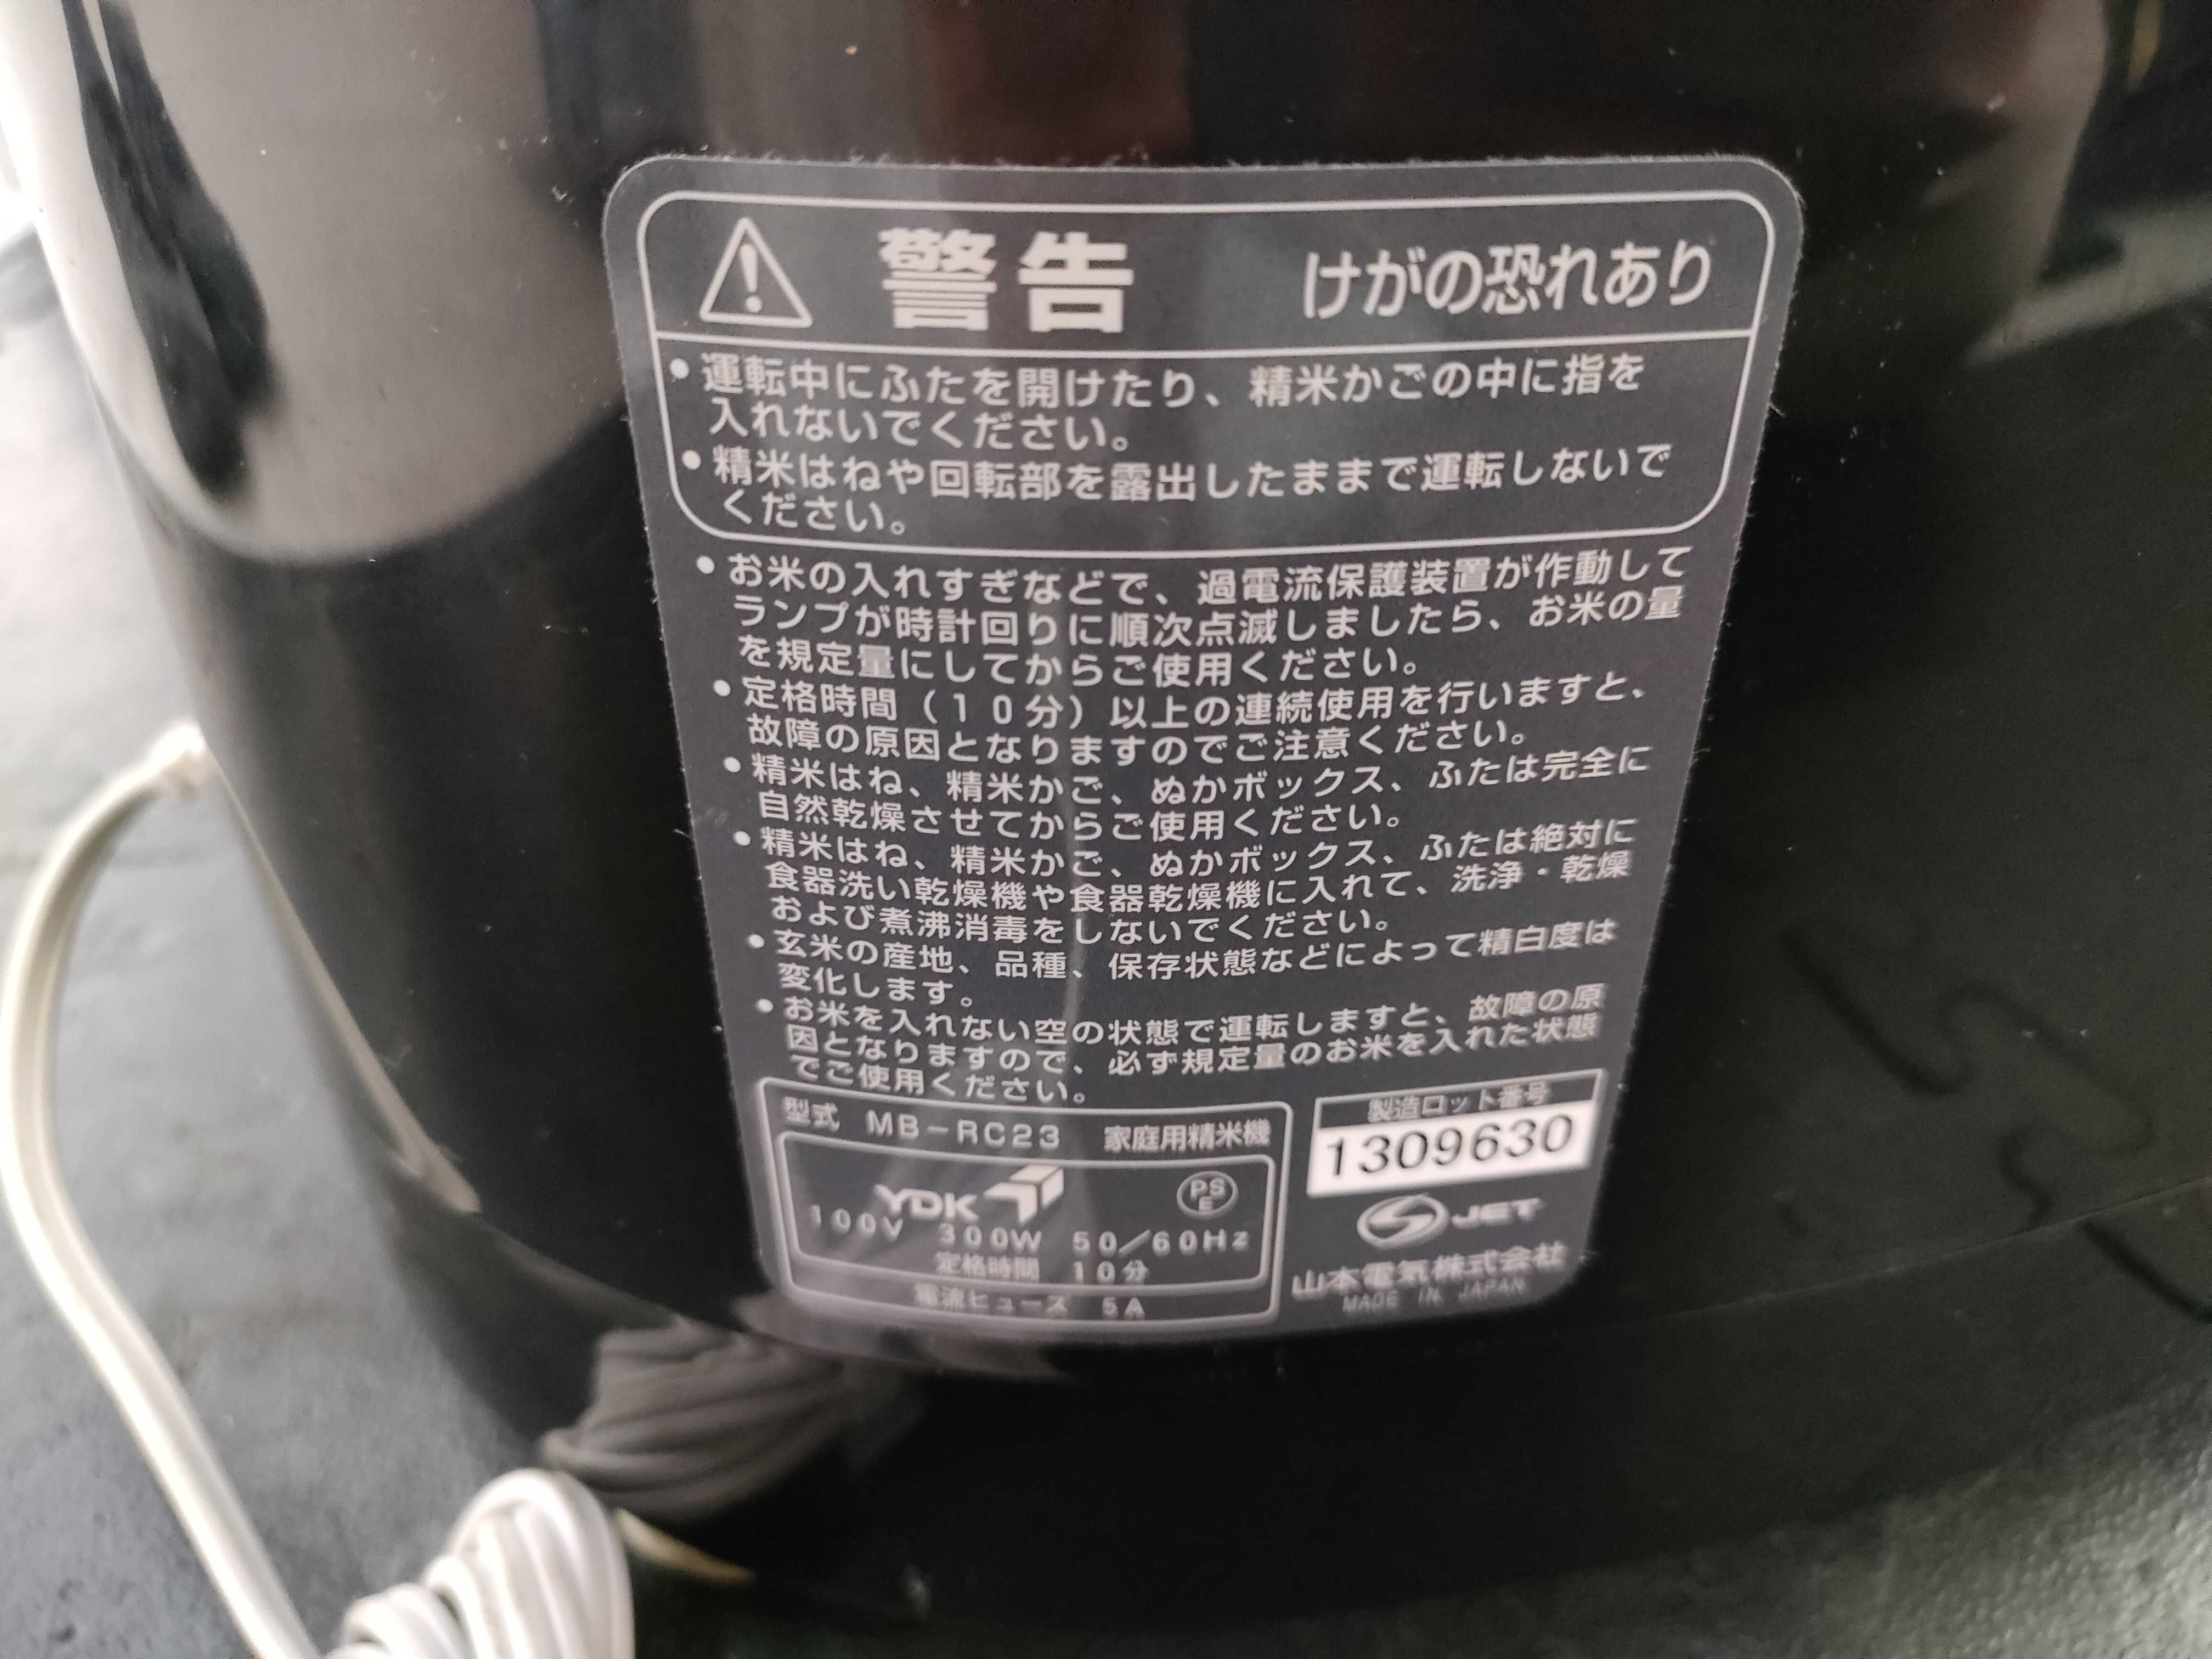 警告 けがの恐れあり
•運転中にふたを開けたり、精米かごの中に指を
入れないでください。
•精米はねや回転部を露出したままで運転しないで
ください。
•お米の入れすぎなどで、過電流保護装置が作動して
ランプが時計回りに順次点滅しましたら、お米の量
を規定量にしてからご使用ください。
•定格時間(10分)以上の連続使用を行いますと、
故障の原因となりますのでご注意ください。
•精米はね、精米かご、ぬかボックス、ふたは完全に
自然乾燥させてからご使用ください。
•精米はね、精米かご、ぬかボックス、ふたは絶対に
食器洗い乾燥機や食器乾燥機に入れて、洗浄・乾燥
および煮沸消毒をしないでください。
•玄米の産地、品種、保存状態などによって精白度は
変化します。
•お米を入れない空の状態で運転しますと、故障の原
因となりますので、必ず規定量のお米を入れた状態
でご使用ください。
型式 MB-RC23 家庭用精米機
YDK PSE
100V 300W 50/60Hz
定格時間 10分
電流ヒューズ 5A
製造ロット番号
1309630
JET
山本電気株式会社
MADE IN JAPAN